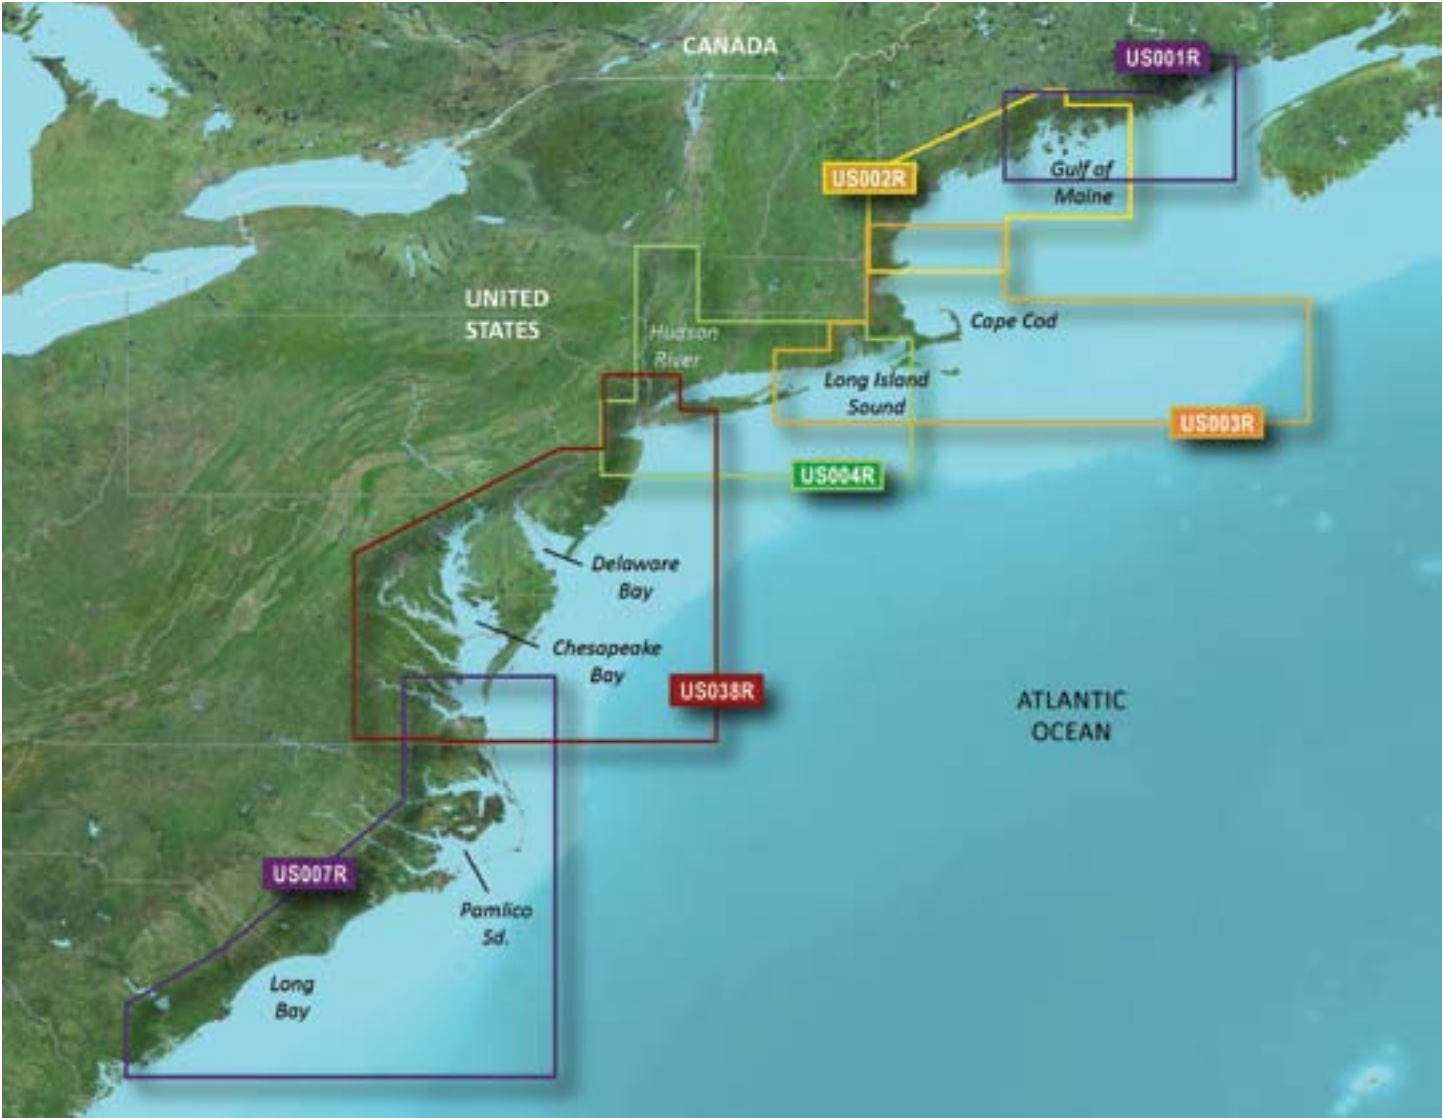 CANADA
US001R
Gulf of
Maine
US002R
UNITED
STATES
Hudson
River
Cape Cod
Long Island
Sound
US003R
US004R
Delaware
Bay
Chesapeake
Bay
US038R
ATLANTIC
OCEAN
US007R
Pamlico
Sd.
Long
Bay